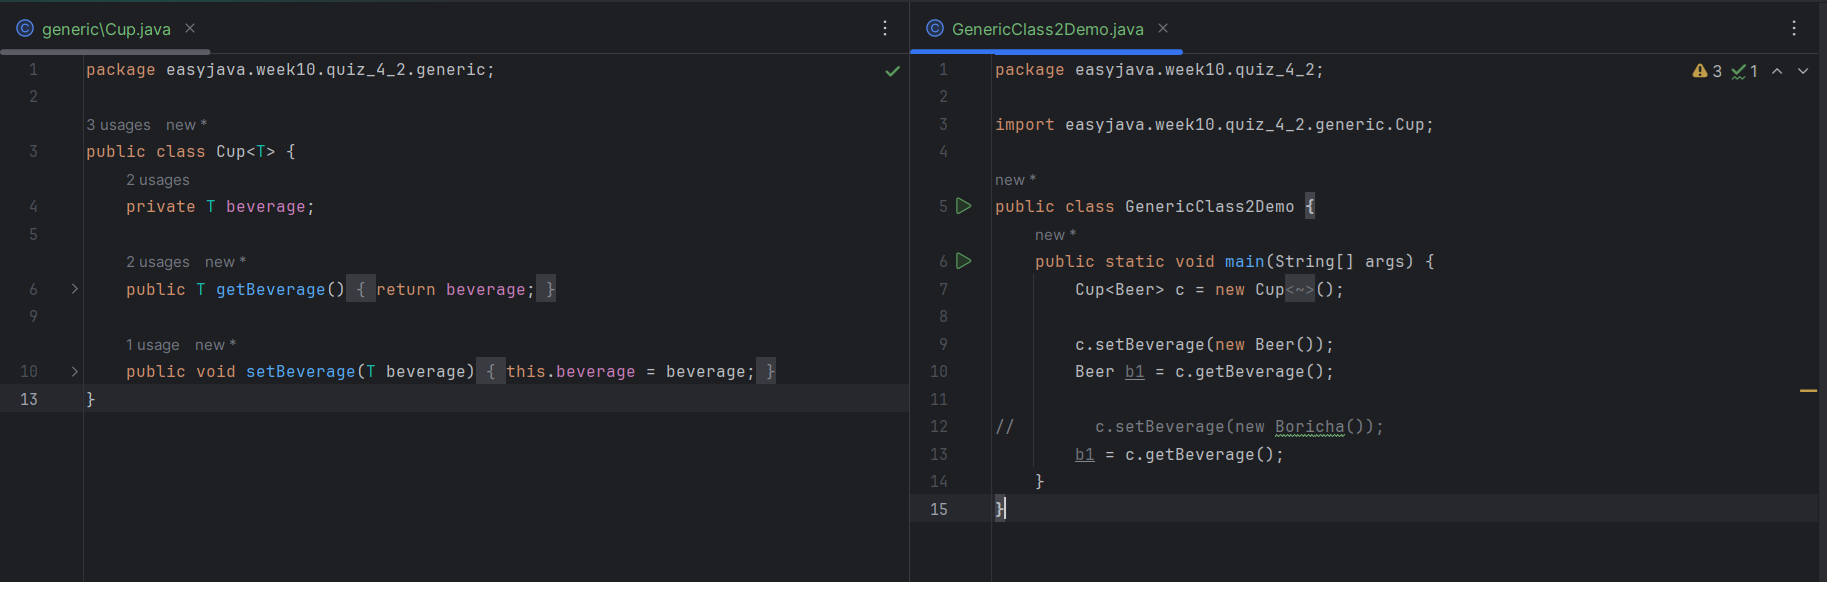 generic\Cup.java
package easyjava.week10.quiz_4_2.generic;
3 usages new *
public class Cup<T> {
2 usages
private T beverage;
2 usages new *
public T getBeverage() { return beverage; }
1 usage new *
public void setBeverage(T beverage) { this.beverage = beverage; }
}
1
2
3
4
5
6
9
10
13
GenericClass2Demo.java
3 1
package easyjava.week10.quiz_4_2;
import easyjava.week10.quiz_4_2.generic.Cup;
new *
public class GenericClass2Demo {
new *
public static void main(String[] args) {
Cup<Beer> c = new Cup<~>();
c.setBeverage(new Beer());
Beer b1 = c.getBeverage();
// c.setBeverage(new Boricha());
b1 = c.getBeverage();
}
}
1
2
3
4
5
6
7
8
9
10
11
12
13
14
15